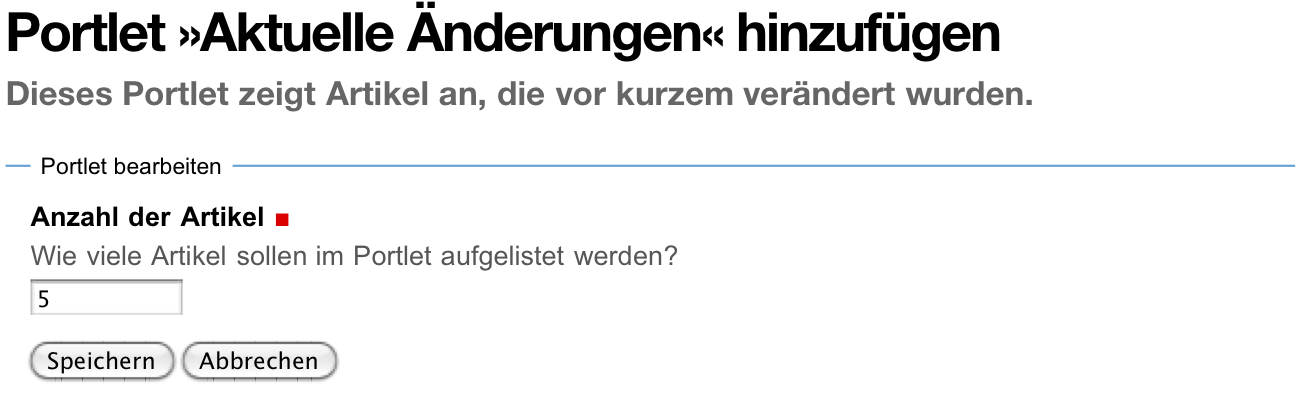 Portlet »Aktuelle Änderungen« hinzufügen
Dieses Portlet zeigt Artikel an, die vor kurzem verändert wurden.
Portlet bearbeiten
Anzahl der Artikel
Wie viele Artikel sollen im Portlet aufgelistet werden?
5
Speichern Abbrechen